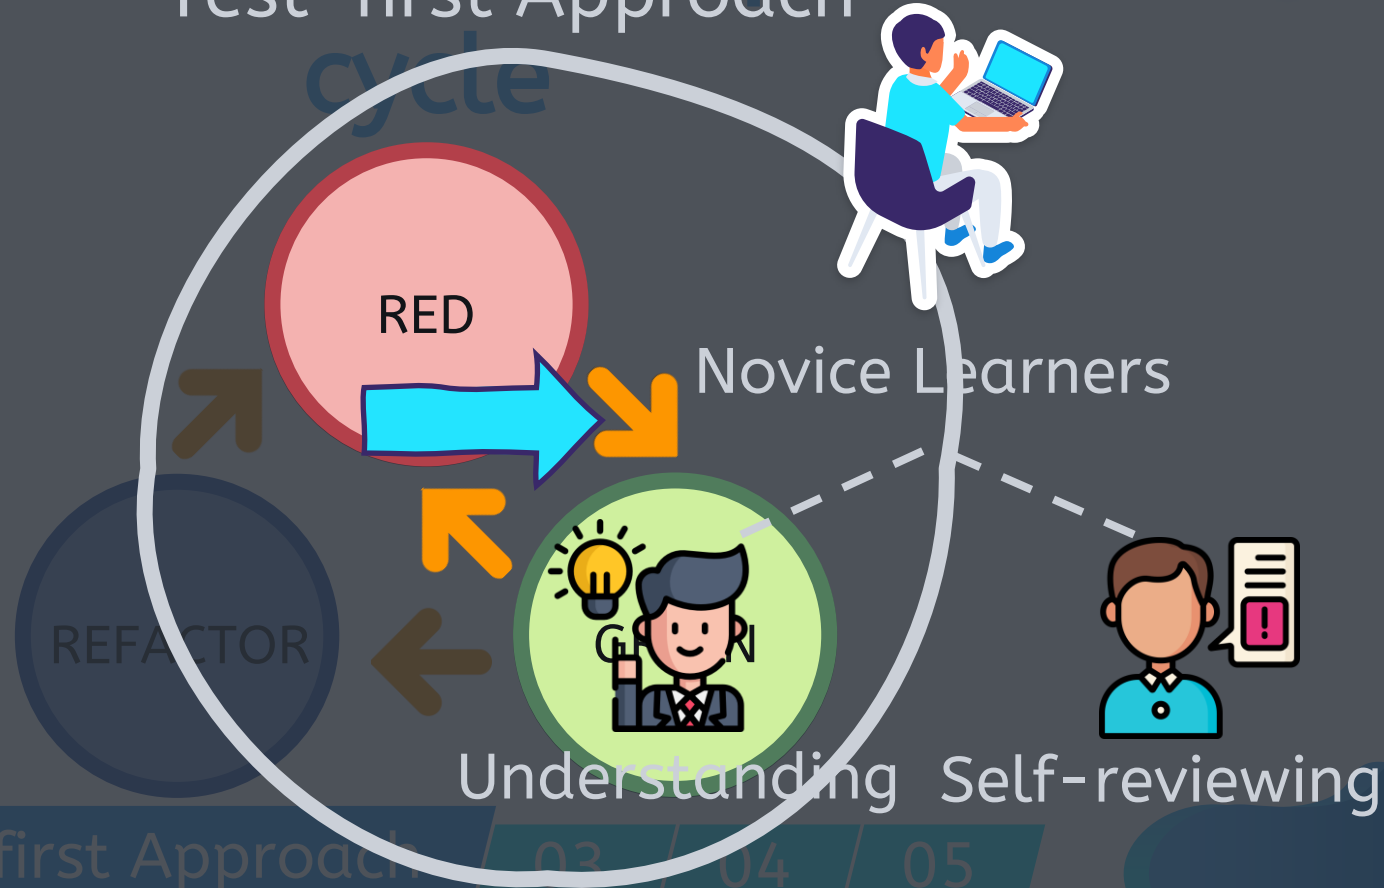 Test-first Approach
cycle
RED
Novice Learners
REFACTOR
Understanding
Self-reviewing
first Approach
03
04
05